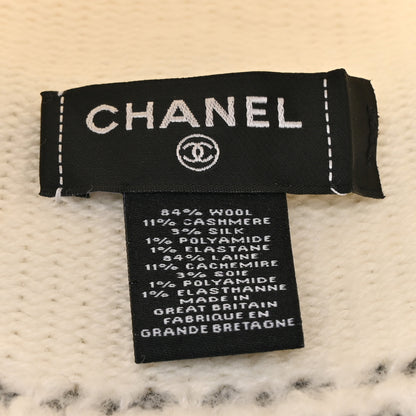 CHANEL
84% WOOL
11% CASHMERE
3% SILK
1% POLYAMIDE
1% ELASTANE
84% LAINE
11% CACHEMIRE
3% SOIE
1% POLYAMIDE
1% ELASTHANNE
MADE IN
GREAT BRITAIN
FABRIQUE EN
GRANDE BRETAGNE